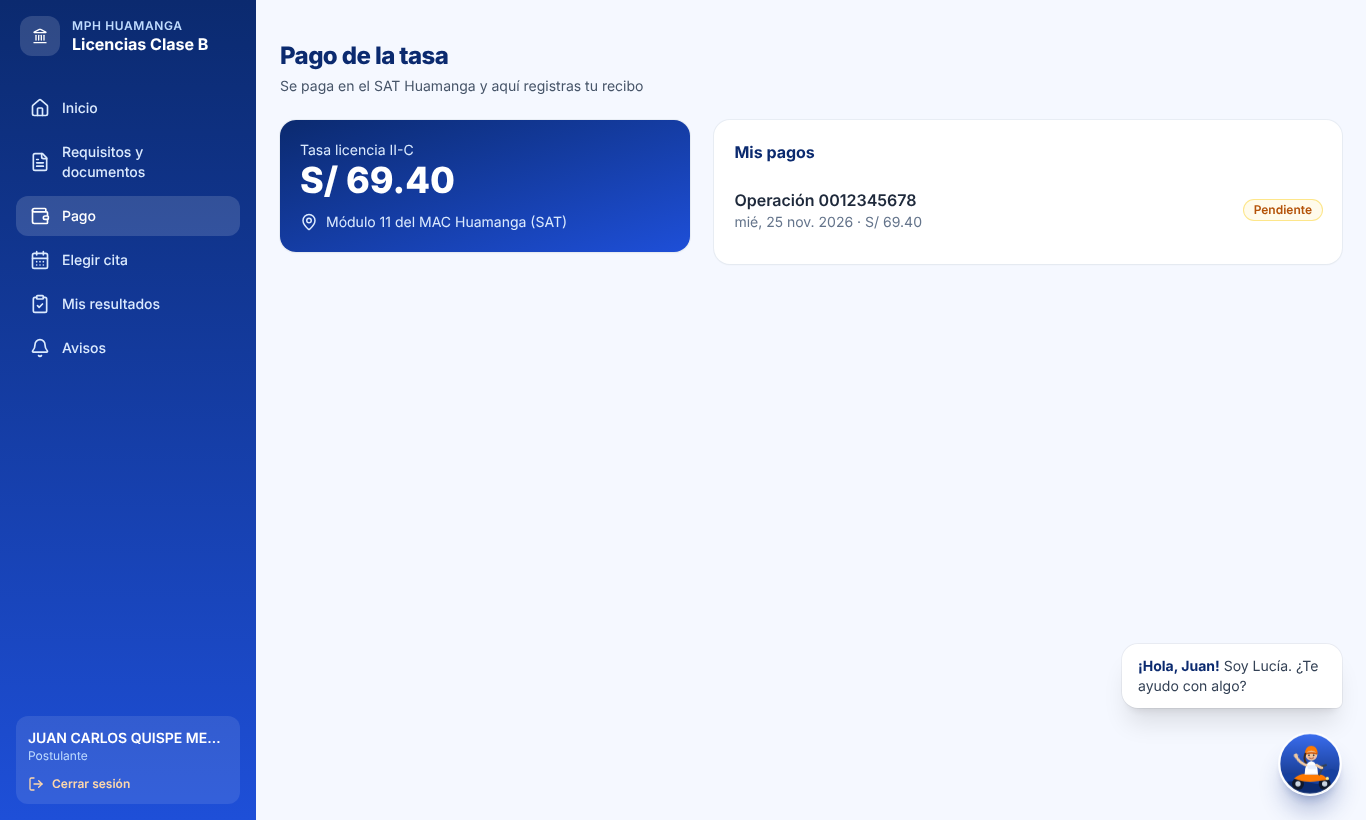 MPH HUAMANGA
Licencias Clase B
Inicio
Requisitos y
documentos
Pago
Elegir cita
Mis resultados
Avisos
JUAN CARLOS QUISPE ME...
Postulante
Cerrar sesión
Pago de la tasa
Se paga en el SAT Huamanga y aquí registras tu recibo
Tasa licencia II-C
S/ 69.40
Módulo 11 del MAC Huamanga (SAT)
Mis pagos
Operación 0012345678
mié, 25 nov. 2026 · S/ 69.40
Pendiente
¡Hola, Juan! Soy Lucía. ¿Te
ayudo con algo?